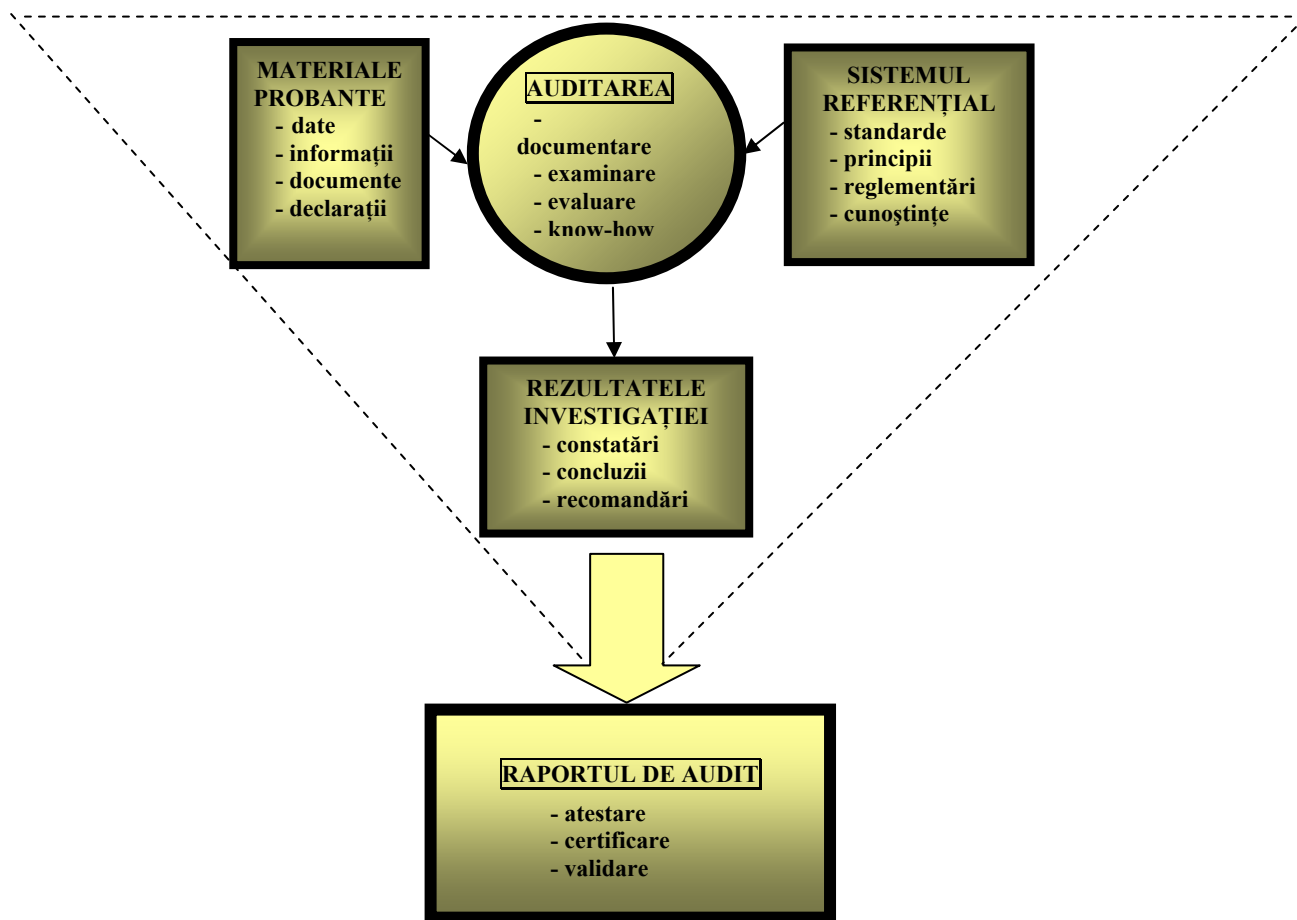 MATERIALE
PROBANTE
- date
- informații
- documente
- declarații
AUDITAREA
-
documentare
- examinare
- evaluare
- know-how
SISTEMUL
REFERENȚIAL
- standarde
- principii
- reglementări
- cunoştințe
REZULTATELE
INVESTIGAȚIEI
- constatări
- concluzii
- recomandări
RAPORTUL DE AUDIT
- atestare
- certificare
- validare